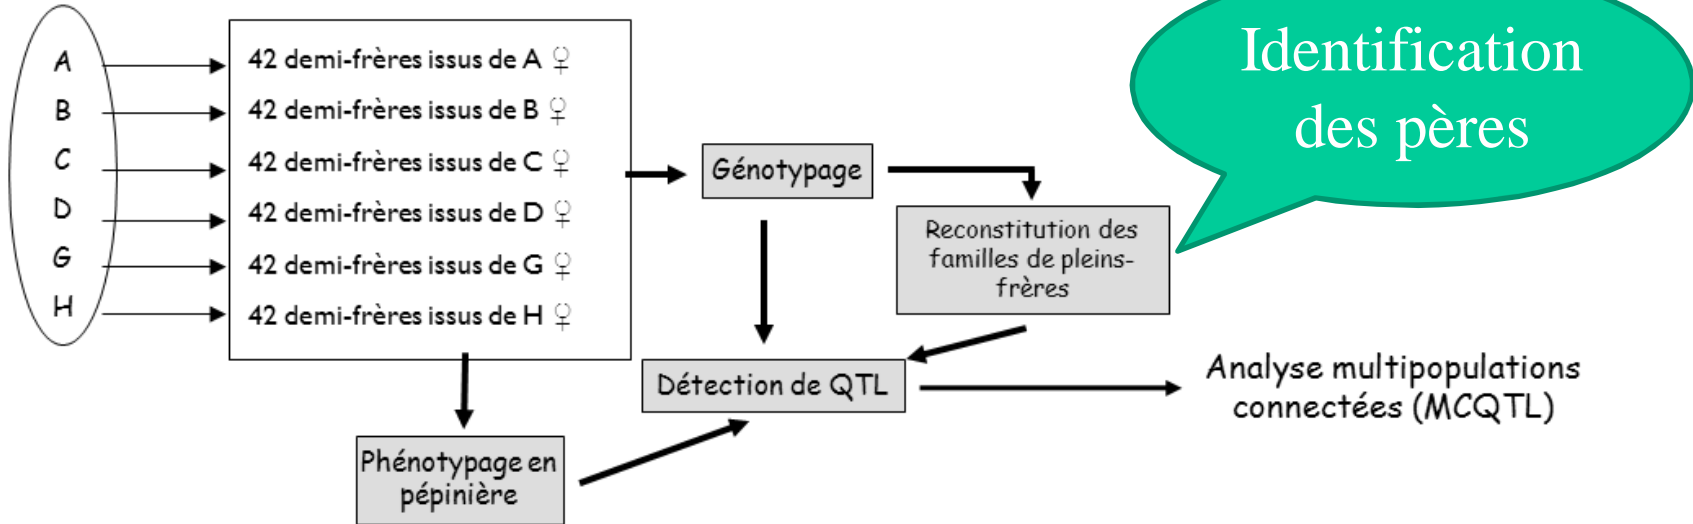 A
B
C
D
G
H
42 demi-frères issus de A ♀
42 demi-frères issus de B ♀
42 demi-frères issus de C ♀
42 demi-frères issus de D ♀
42 demi-frères issus de G ♀
42 demi-frères issus de H ♀
Génotypage
Identification
des pères
Reconstitution des
familles de pleins-
frères
Détection de QTL
Analyse multipopulations
connectées (MCQTL)
Phénotypage en
pépinière